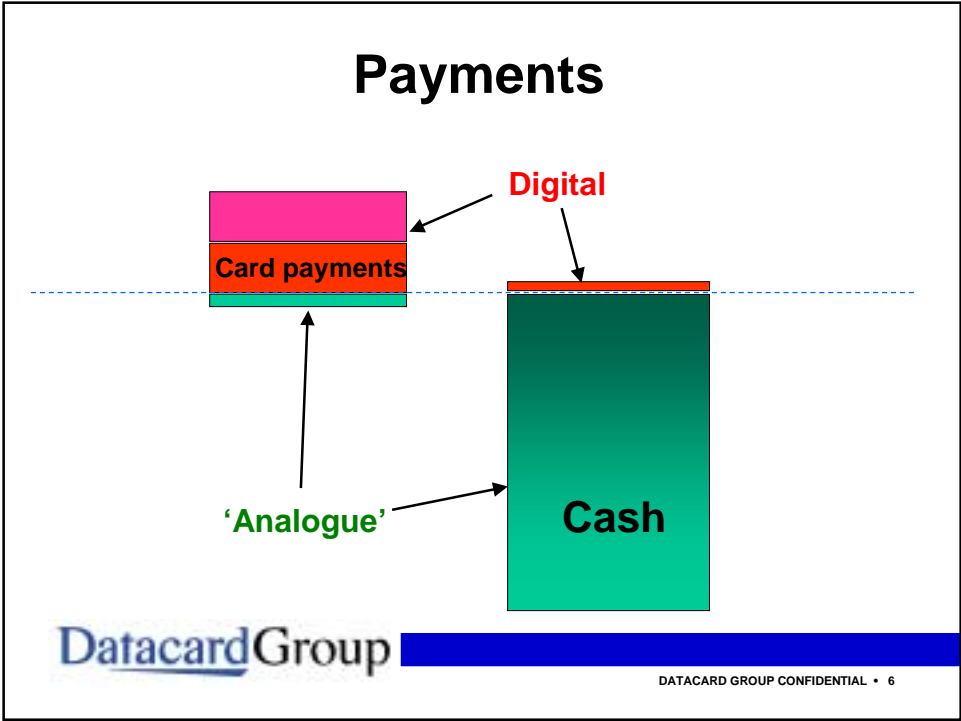 Payments
Digital
Card payments
‘Analogue’
Cash
DatacardGroup
DATACARD GROUP CONFIDENTIAL • 6